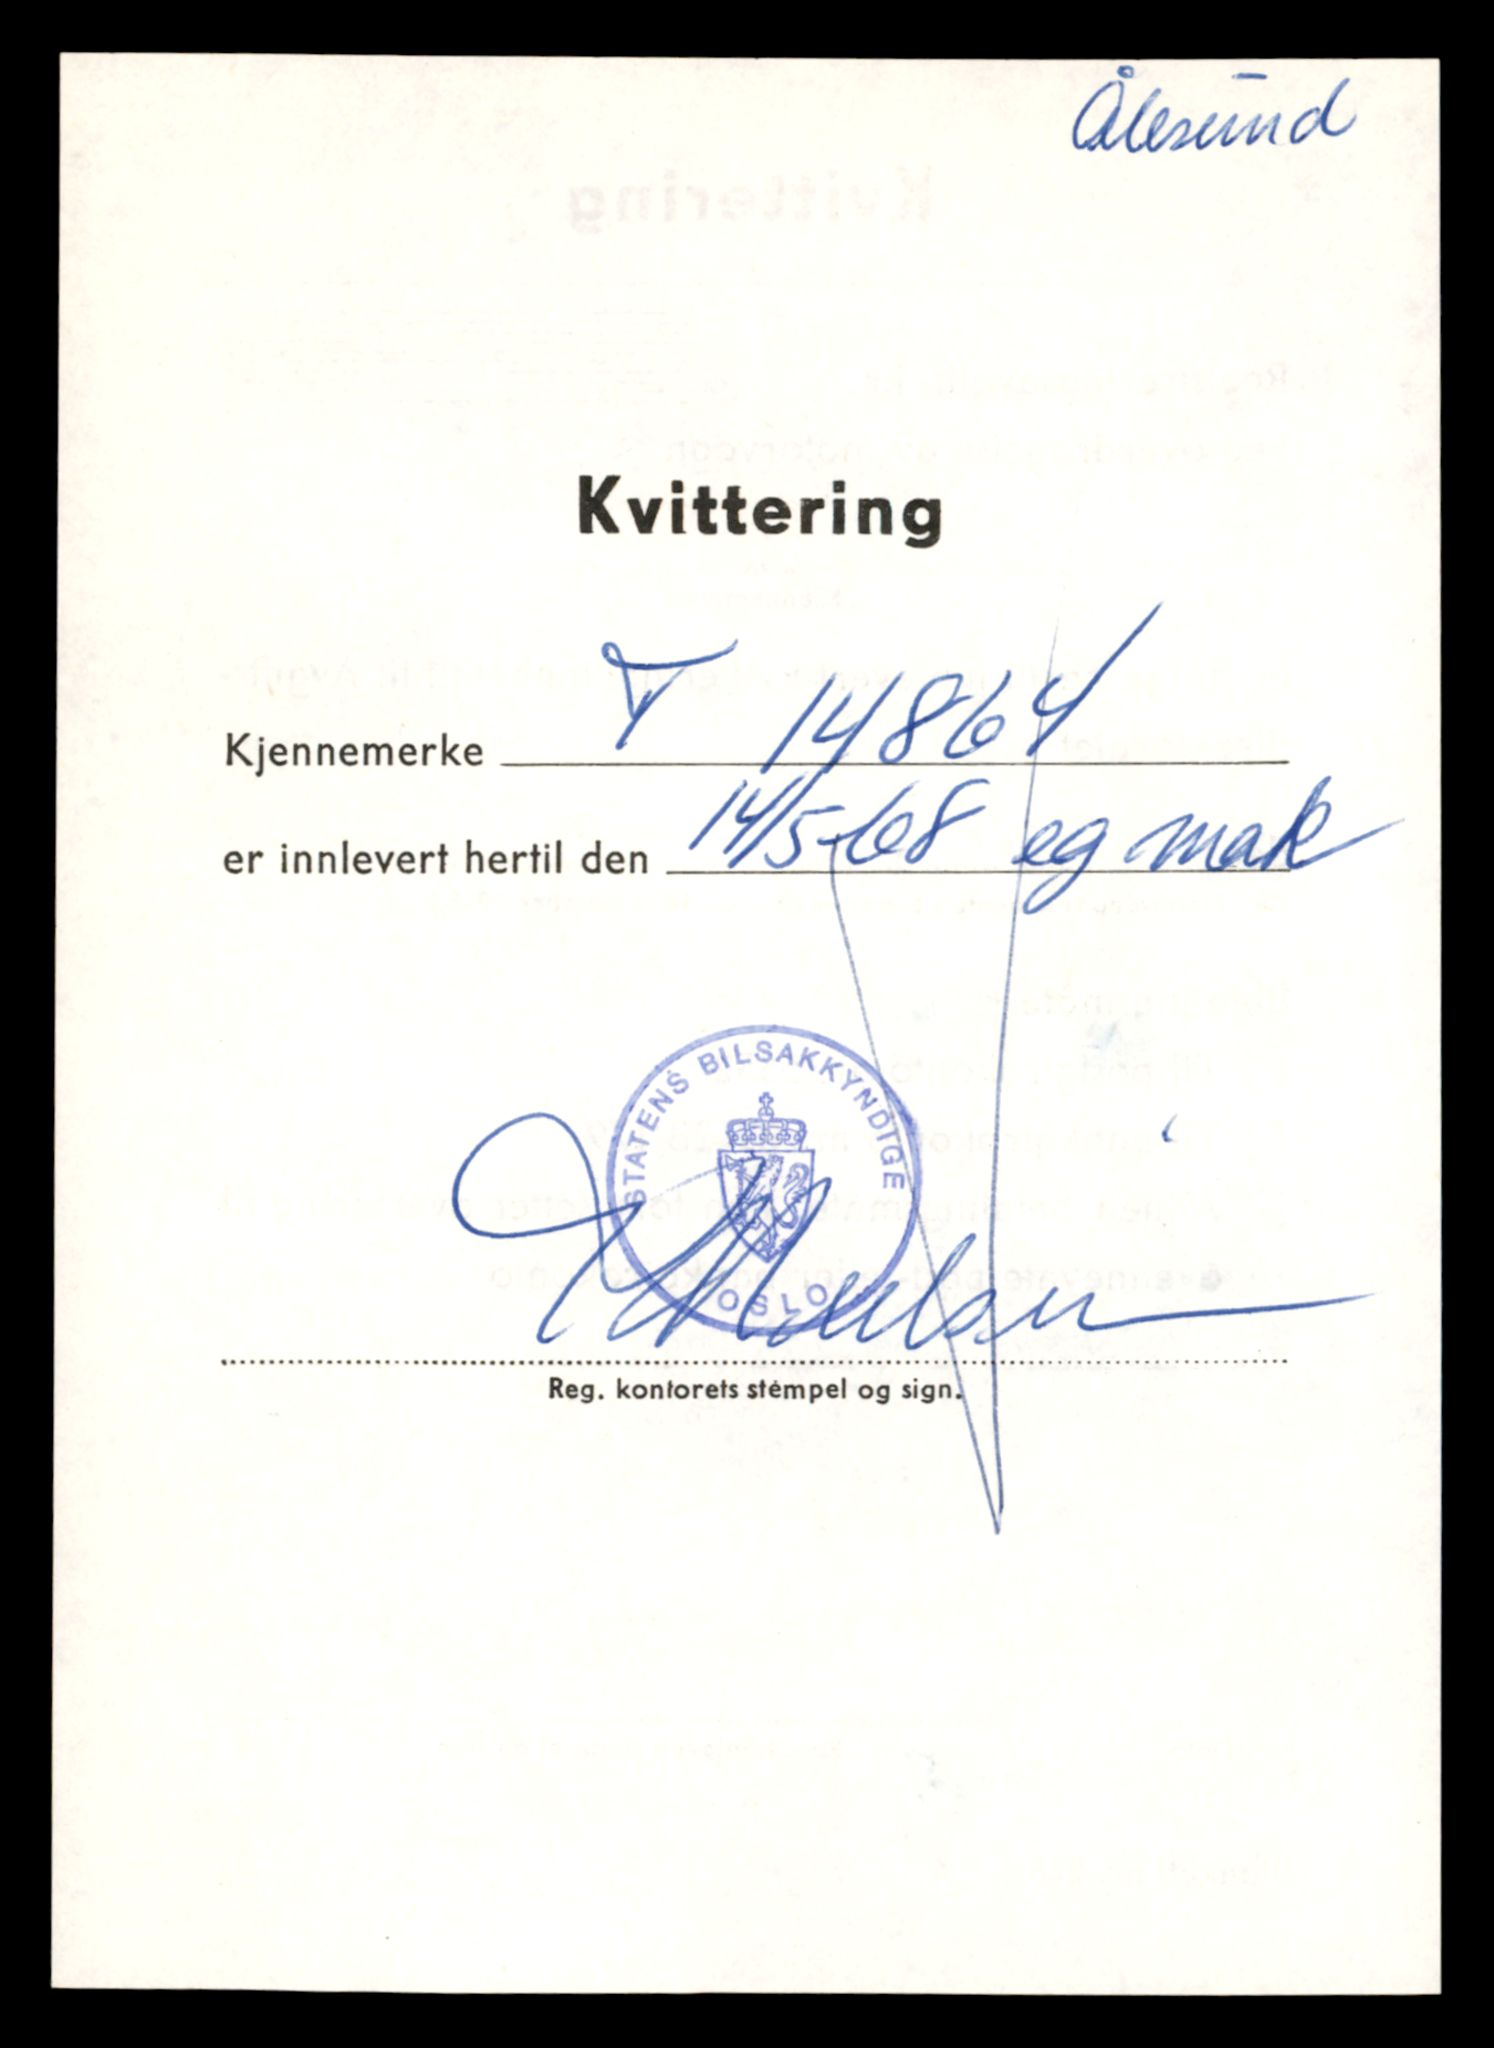 Ålesund
Kvittering
Kjennemerke T 14864
er innlevert hertil den 14/5-68 eg mak
STATENS BILSAKKYNDIGE
OSLO
Reg. kontorets stempel og sign.